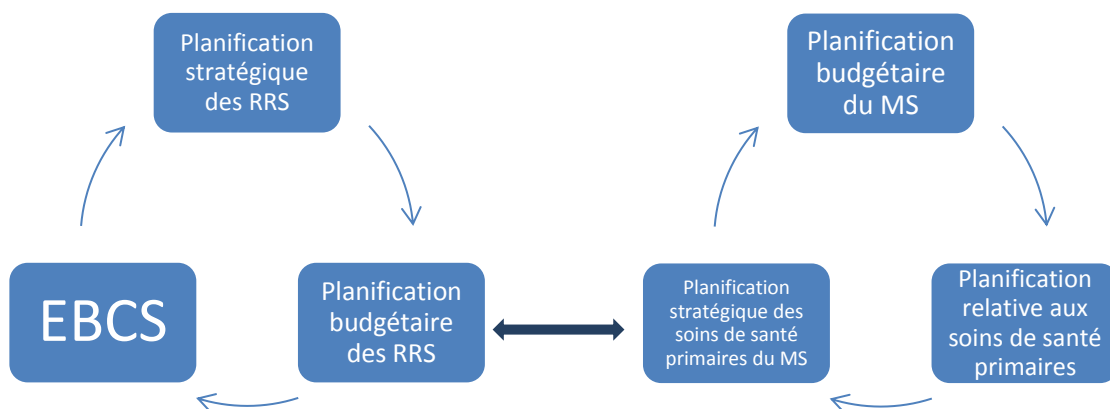 Planification
stratégique
des RRS
Planification
budgétaire
du MS
EBCS
Planification
budgétaire
des RRS
Planification
stratégique des
soins de santé
primaires du MS
Planification
relative aux
soins de santé
primaires